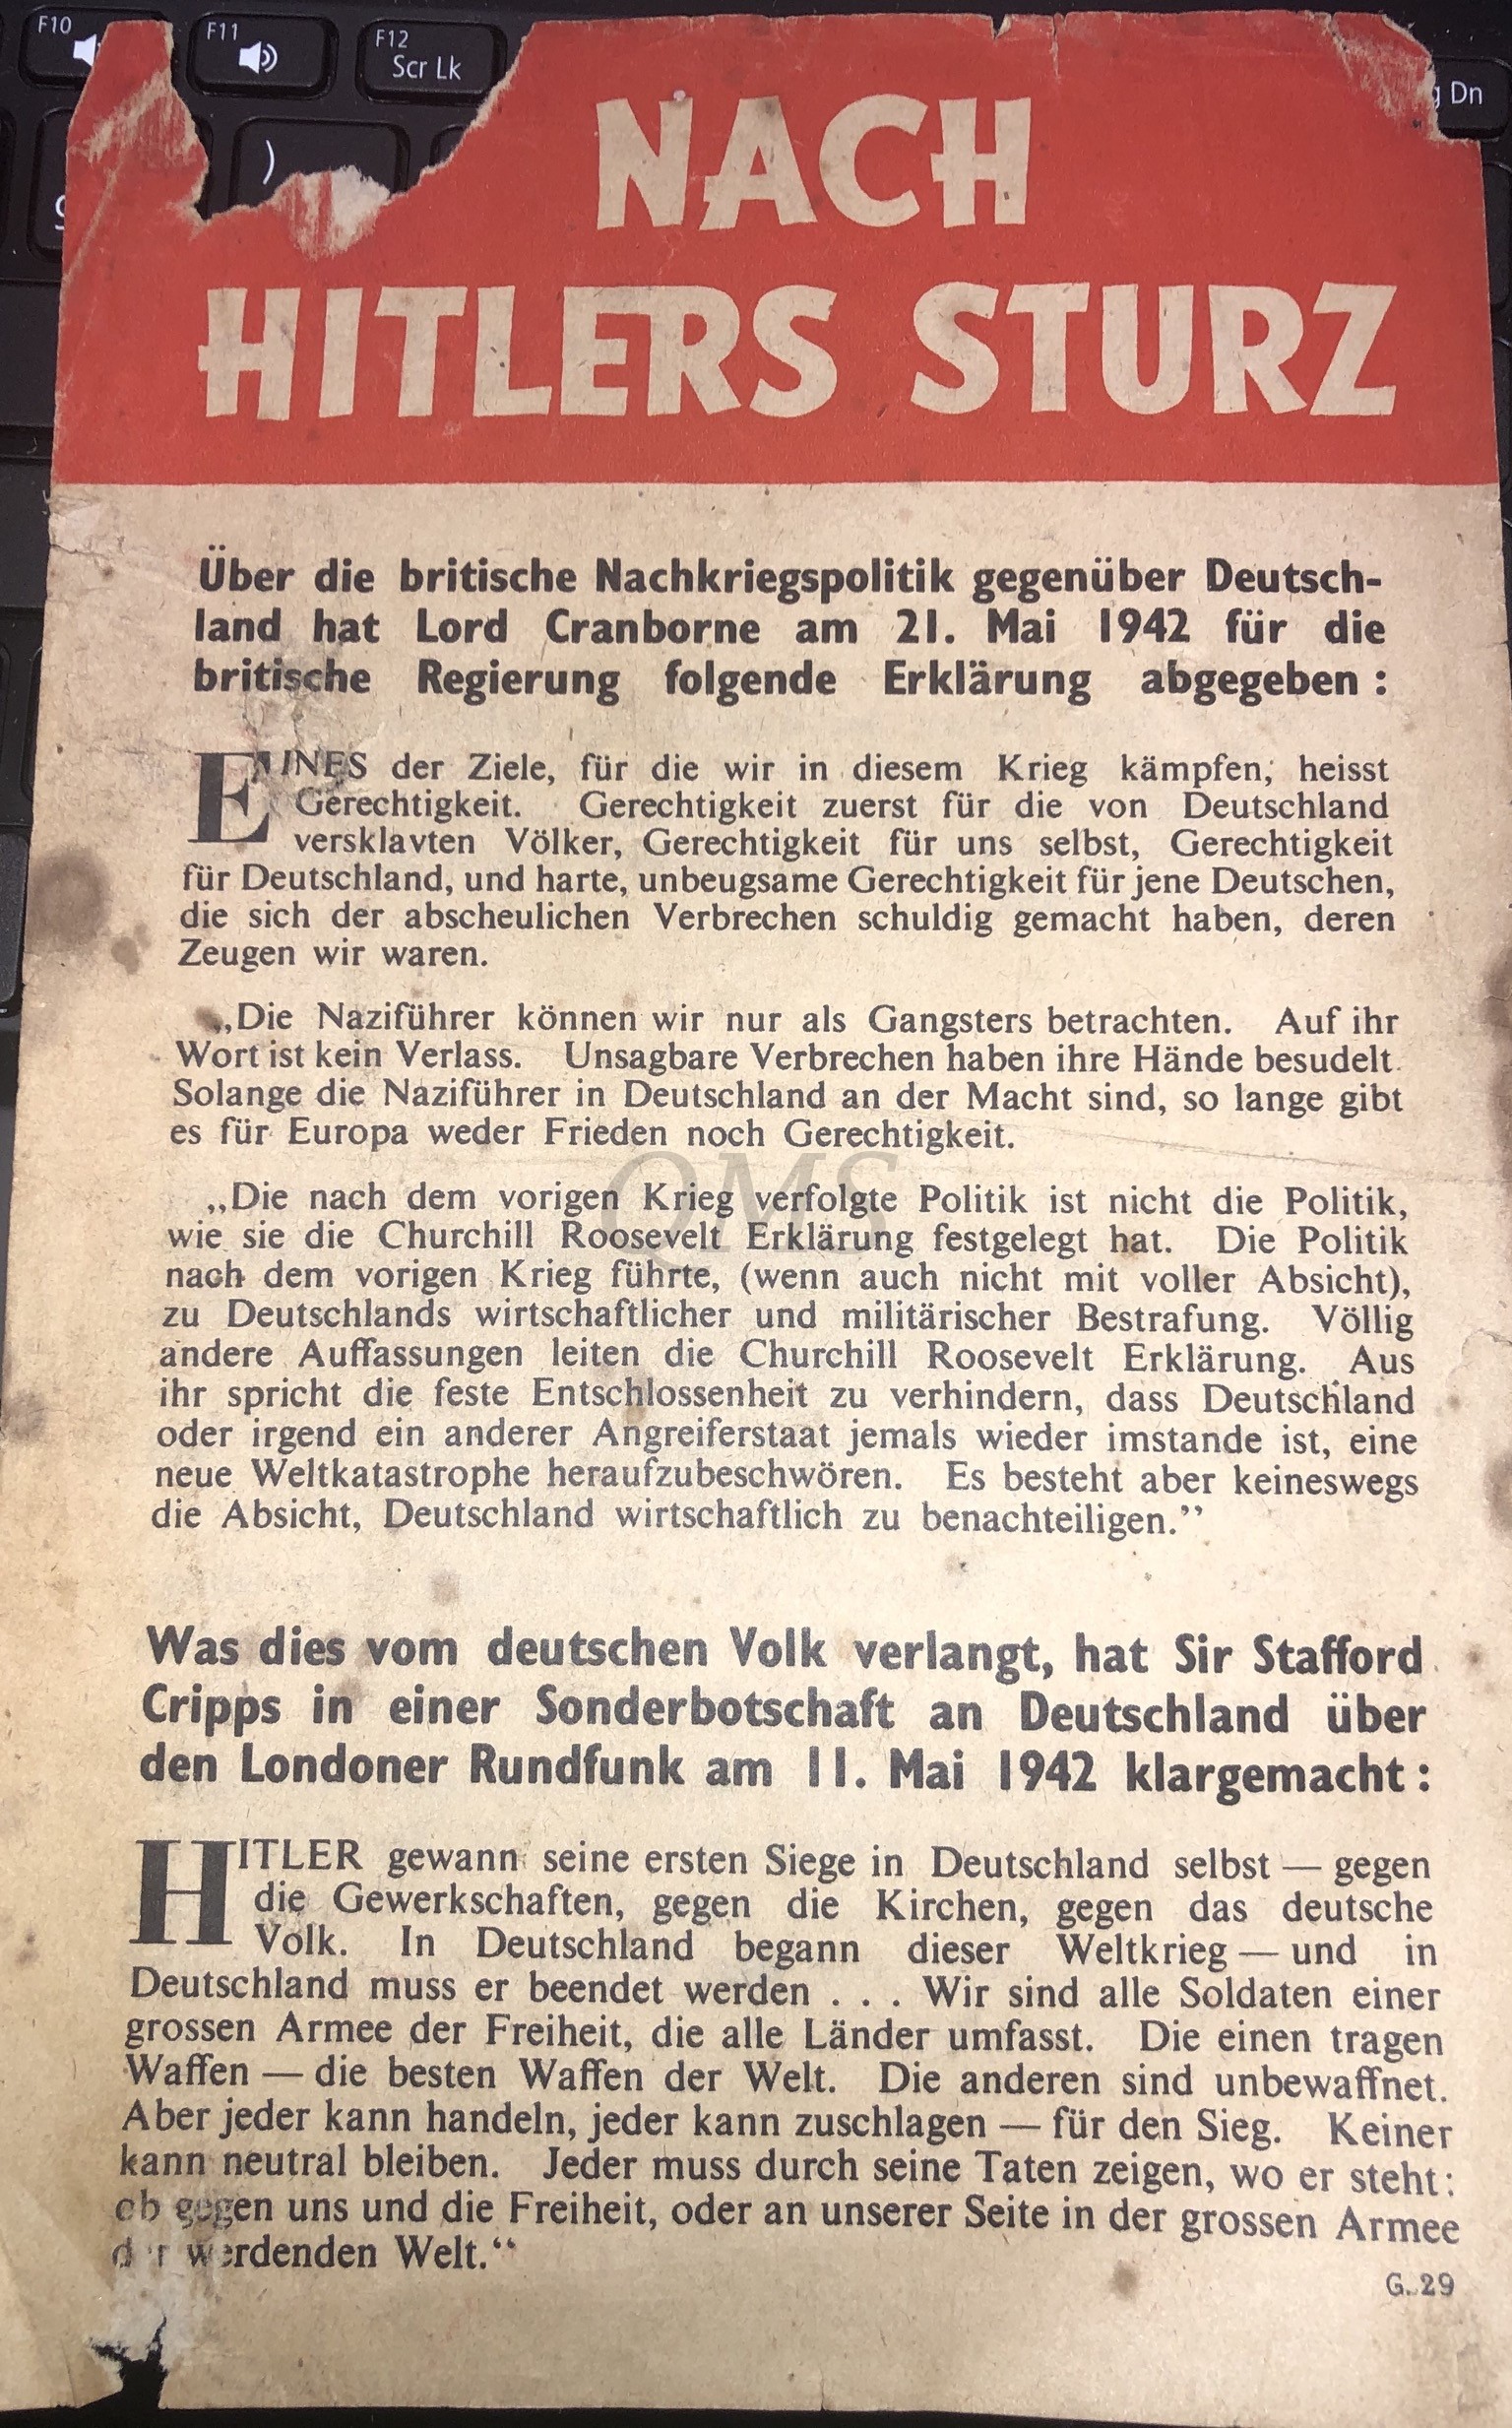 F10
F11
F12
Scr Lk
Dn
)
NACH
HITLERS STURZ
Über die britische Nachkriegspolitik gegenüber Deutsch-
land hat Lord Cranborne am 21. Mai 1942 für die
britische Regierung folgende Erklärung abgegeben :
EINES der Ziele, für die wir in diesem Krieg kämpfen, heisst
Gerechtigkeit. Gerechtigkeit zuerst für die von Deutschland
versklavten Völker, Gerechtigkeit für uns selbst, Gerechtigkeit
für Deutschland, und harte, unbeugsame Gerechtigkeit für jene Deutschen,
die sich der abscheulichen Verbrechen schuldig gemacht haben, deren
Zeugen wir waren.
„Die Naziführer können wir nur als Gangsters betrachten. Auf ihr
Wort ist kein Verlass. Unsagbare Verbrechen haben ihre Hände besudelt.
Solange die Naziführer in Deutschland an der Macht sind, so lange gibt
es für Europa weder Frieden noch Gerechtigkeit.
„Die nach dem vorigen Krieg verfolgte Politik ist nicht die Politik,
wie sie die Churchill Roosevelt Erklärung festgelegt hat. Die Politik
nach dem vorigen Krieg führte, (wenn auch nicht mit voller Absicht),
zu Deutschlands wirtschaftlicher und militärischer Bestrafung. Völlig
andere Auffassungen leiten die Churchill Roosevelt Erklärung. Aus
ihr spricht die feste Entschlossenheit zu verhindern, dass Deutschland
oder irgend ein anderer Angreiferstaat jemals wieder imstande ist, eine
neue Weltkatastrophe heraufzubeschwören. Es besteht aber keineswegs
die Absicht, Deutschland wirtschaftlich zu benachteiligen.”
QMS
Was dies vom deutschen Volk verlangt, hat Sir Stafford
Cripps in einer Sonderbotschaft an Deutschland über
den Londoner Rundfunk am 11. Mai 1942 klargemacht :
HITLER gewann seine ersten Siege in Deutschland selbst — gegen
die Gewerkschaften, gegen die Kirchen, gegen das deutsche
Volk. In Deutschland begann dieser Weltkrieg — und in
Deutschland muss er beendet werden . . . Wir sind alle Soldaten einer
grossen Armee der Freiheit, die alle Länder umfasst. Die einen tragen
Waffen — die besten Waffen der Welt. Die anderen sind unbewaffnet.
Aber jeder kann handeln, jeder kann zuschlagen — für den Sieg. Keiner
kann neutral bleiben. Jeder muss durch seine Taten zeigen, wo er steht :
ob gegen uns und die Freiheit, oder an unserer Seite in der grossen Armee
der werdenden Welt.“
G. 29